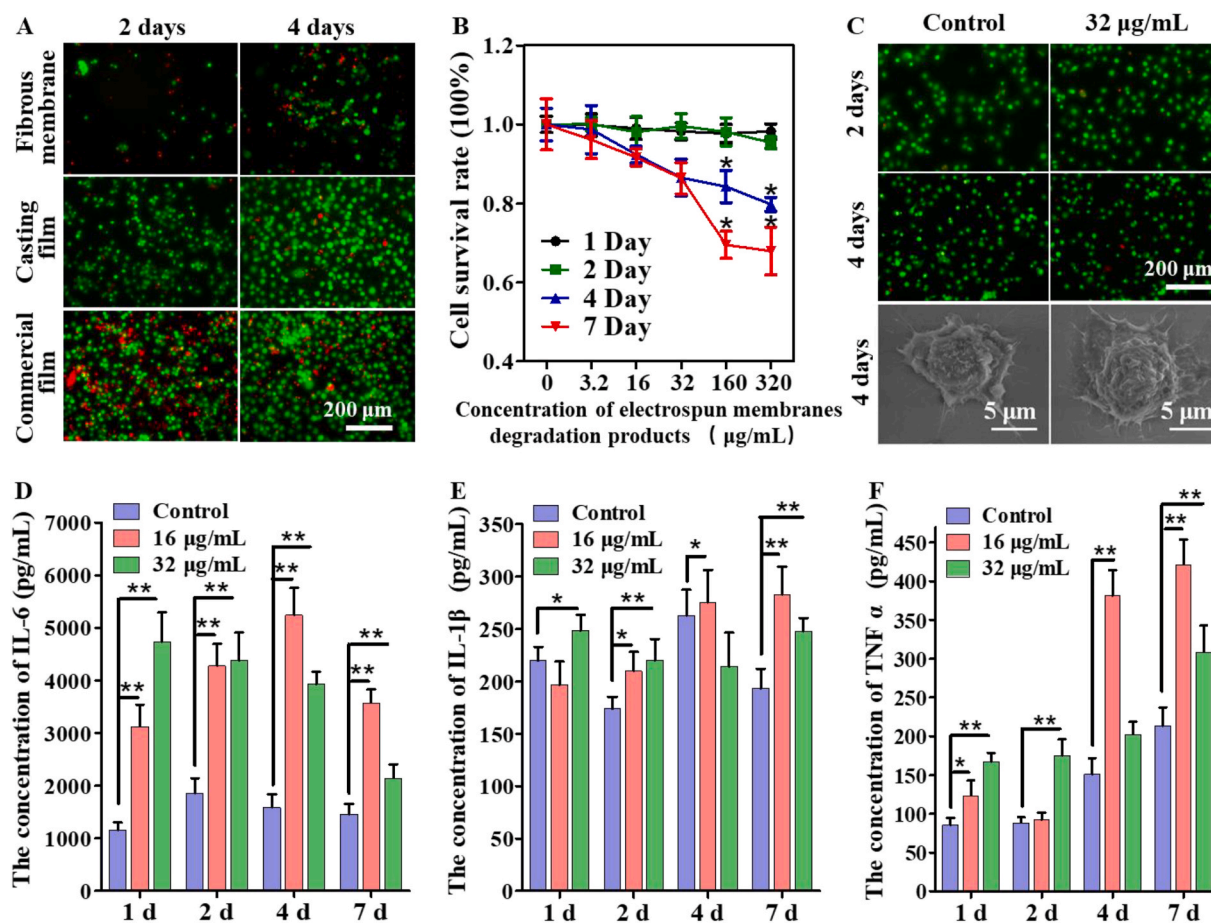 A
2 days
4 days
Fibrous
membrane
Casting
film
Commercial
film
200 μm
B
Cell survival rate (100%)
1.2
1.0
0.8
0.6
0.4
*
*
*
*
1 Day
2 Day
4 Day
7 Day
0
3.2
16
32
160
320
Concentration of electrospun membranes
degradation products ( μg/mL)
C
Control
32 μg/mL
2 days
4 days
200 μm
4 days
5 μm
5 μm
D
The concentration of IL-6 (pg/mL)
Control
16 μg/mL
32 μg/mL
7000
6000
5000
4000
3000
2000
1000
0
**
**
**
**
**
**
**
**
1 d
2 d
4 d
7 d
E
The concentration of IL-1β (pg/mL)
Control
16 μg/mL
32 μg/mL
350
300
250
200
150
100
50
0
*
**
*
*
**
**
1 d
2 d
4 d
7 d
F
The concentration of TNF α (pg/mL)
Control
16 μg/mL
32 μg/mL
450
400
350
300
250
200
150
100
50
0
**
*
**
**
**
**
1 d
2 d
4 d
7 d